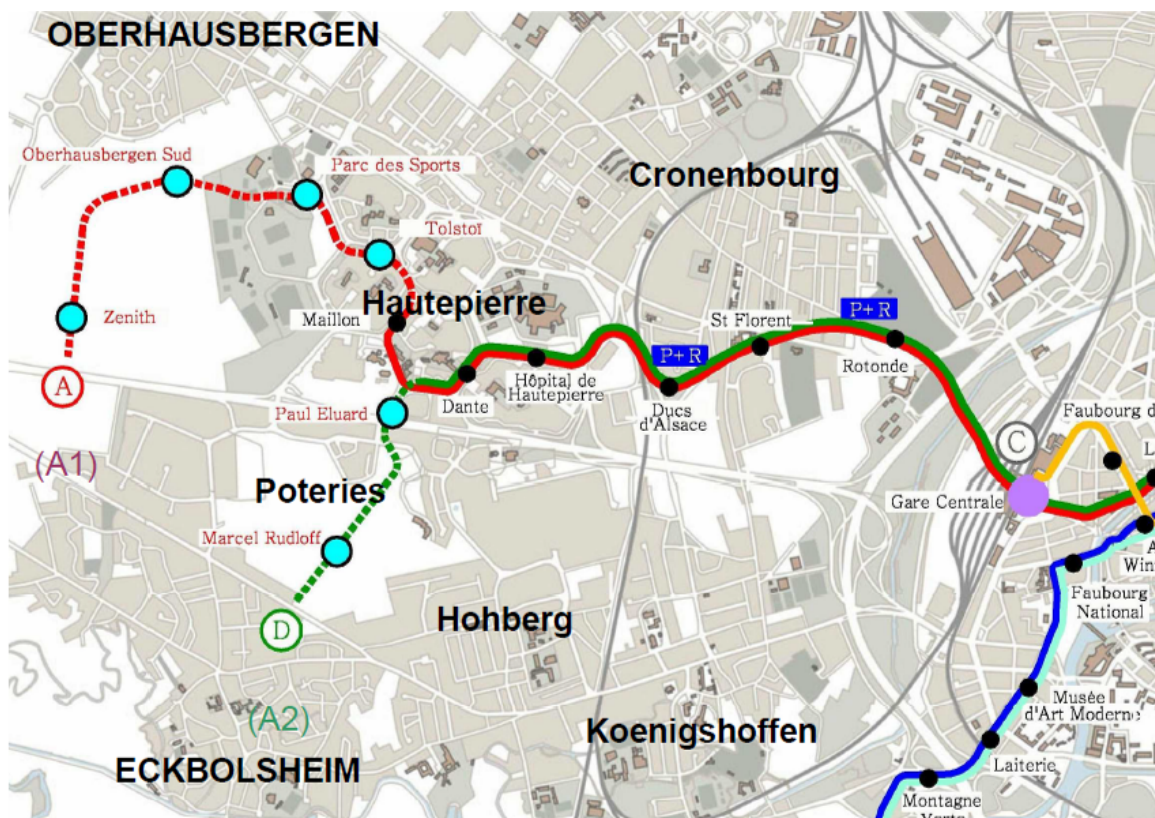 OBERHAUSBERGEN
Oberhausbergen Sud
Parc des Sports
Cronenbourg
Tolstoï
Zenith
Hautepierre
Maillon
P+R
St Florent
P+R
Rotonde
A
Dante
Hôpital de
Hautepierre
Ducs
d'Alsace
Paul Eluard
Faubourg d
C
(A1)
Poteries
Gare Centrale
Marcel Rudloff
Hohberg
Faubourg
National
D
(A2)
Koenigshoffen
Musée
d'Art Moderne
ECKBOLSHEIM
Laiterie
Montagne